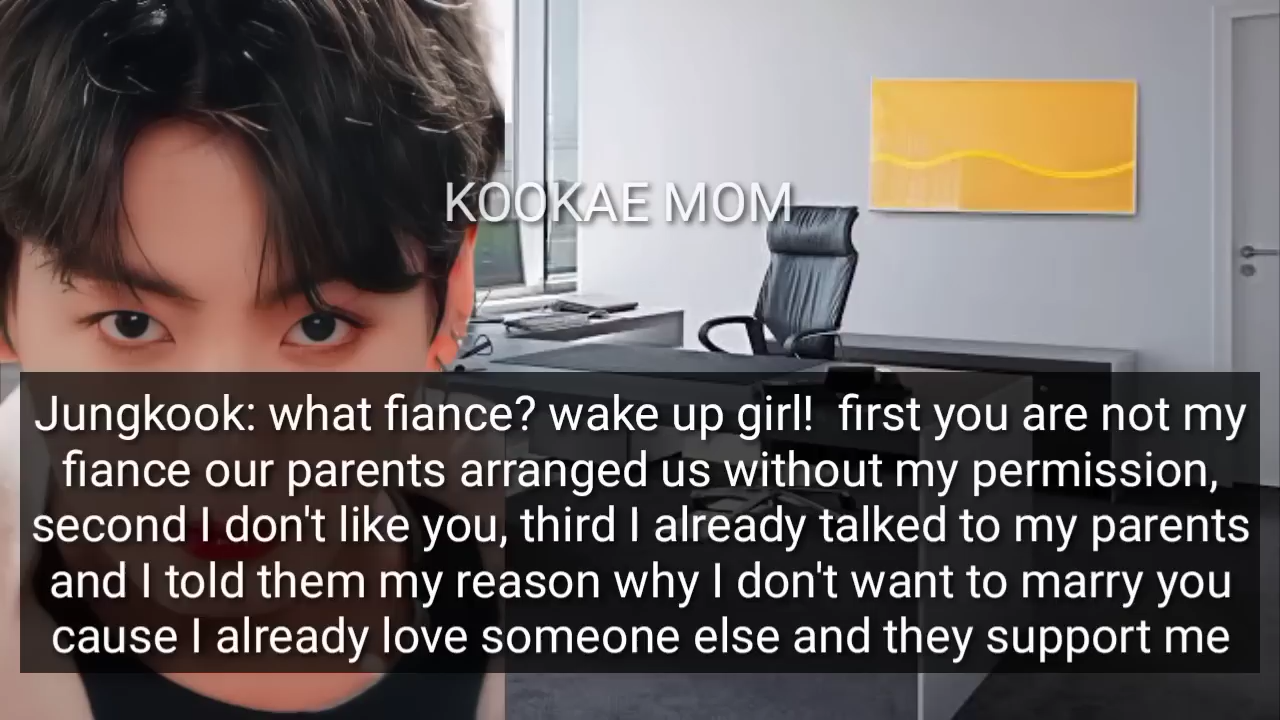 KOOKAE MOM
Jungkook: what fiance? wake up girl!  first you are not my
fiance our parents arranged us without my permission,
second I don't like you, third I already talked to my parents
and I told them my reason why I don't want to marry you
cause I already love someone else and they support me